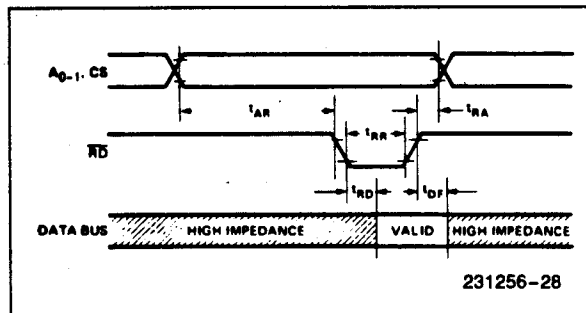 A0-1, CS
tAR
tRA
tRR
RD
tRD
tDF
DATA BUS
HIGH IMPEDANCE
VALID
HIGH IMPEDANCE
231256-28